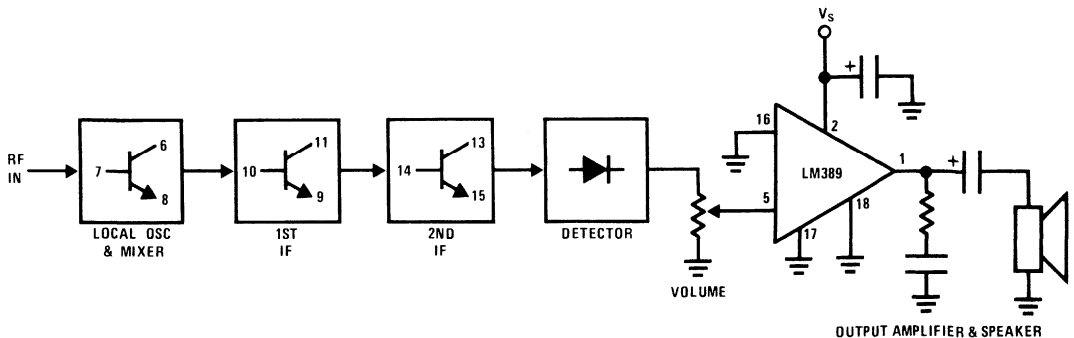 RF
IN
7
6
8
LOCAL OSC
& MIXER
10
11
9
1ST
IF
14
13
15
2ND
IF
DETECTOR
VOLUME
VS
16
2
LM389
5
17
18
1
+
+
OUTPUT AMPLIFIER & SPEAKER